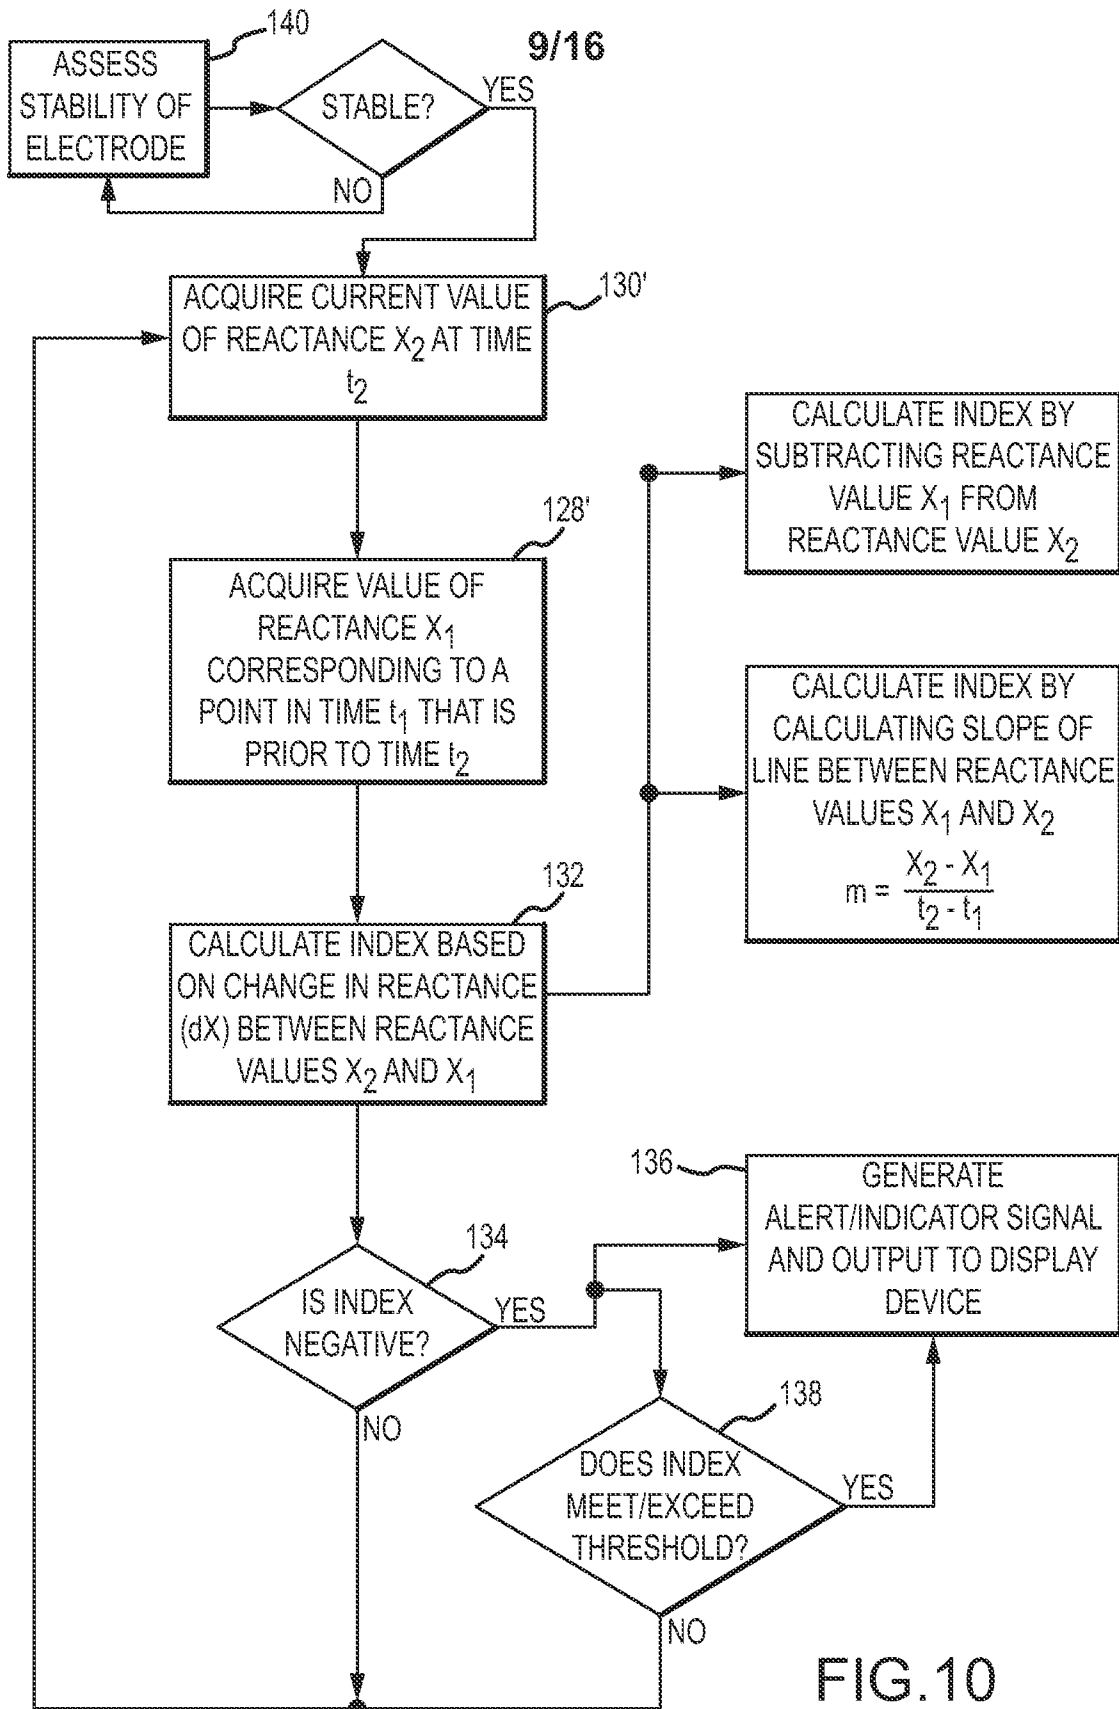 140
9/16
ASSESS
STABILITY OF
ELECTRODE
STABLE?
YES
NO
130'
ACQUIRE CURRENT VALUE
OF REACTANCE X₂ AT TIME
t₂
CALCULATE INDEX BY
SUBTRACTING REACTANCE
VALUE X₁ FROM
REACTANCE VALUE X₂
128'
ACQUIRE VALUE OF
REACTANCE X₁
CORRESPONDING TO A
POINT IN TIME t₁ THAT IS
PRIOR TO TIME t₂
CALCULATE INDEX BY
CALCULATING SLOPE OF
LINE BETWEEN REACTANCE
VALUES X₁ AND X₂
m = (X₂ - X₁) / (t₂ - t₁)
132
CALCULATE INDEX BASED
ON CHANGE IN REACTANCE
(dX) BETWEEN REACTANCE
VALUES X₂ AND X₁
136
GENERATE
ALERT/INDICATOR SIGNAL
AND OUTPUT TO DISPLAY
DEVICE
134
IS INDEX
NEGATIVE?
YES
NO
138
DOES INDEX
MEET/EXCEED
THRESHOLD?
YES
NO
FIG.10